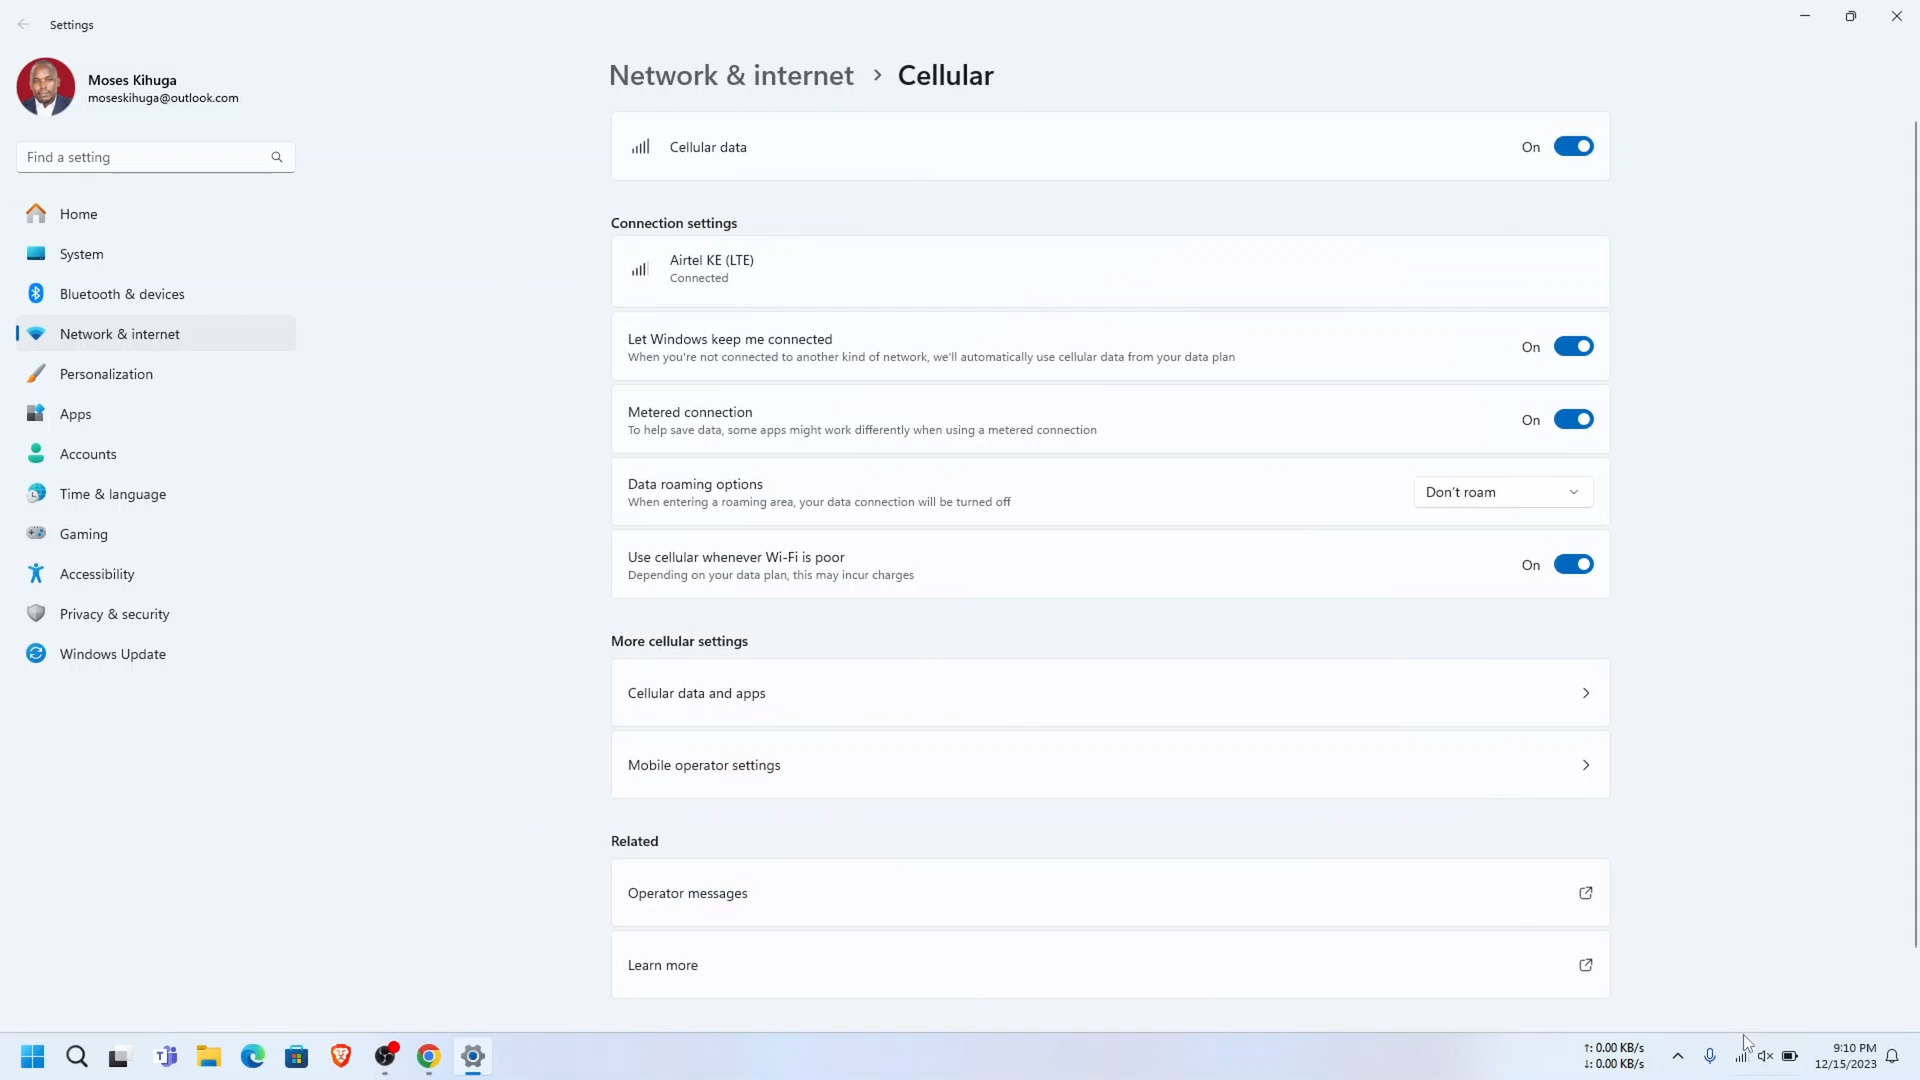 Settings
Moses Kihuga
moseskihuga@outlook.com
Find a setting
Home
System
Bluetooth & devices
Network & internet
Personalization
Apps
Accounts
Time & language
Gaming
Accessibility
Privacy & security
Windows Update
Network & internet > Cellular
Cellular data
On
Connection settings
Airtel KE (LTE)
Connected
Let Windows keep me connected
When you're not connected to another kind of network, we'll automatically use cellular data from your data plan
On
Metered connection
To help save data, some apps might work differently when using a metered connection
On
Data roaming options
When entering a roaming area, your data connection will be turned off
Don't roam
Use cellular whenever Wi-Fi is poor
Depending on your data plan, this may incur charges
On
More cellular settings
Cellular data and apps
Mobile operator settings
Related
Operator messages
Learn more
↑: 0.00 KB/s
↓: 0.00 KB/s
9:10 PM
12/15/2023